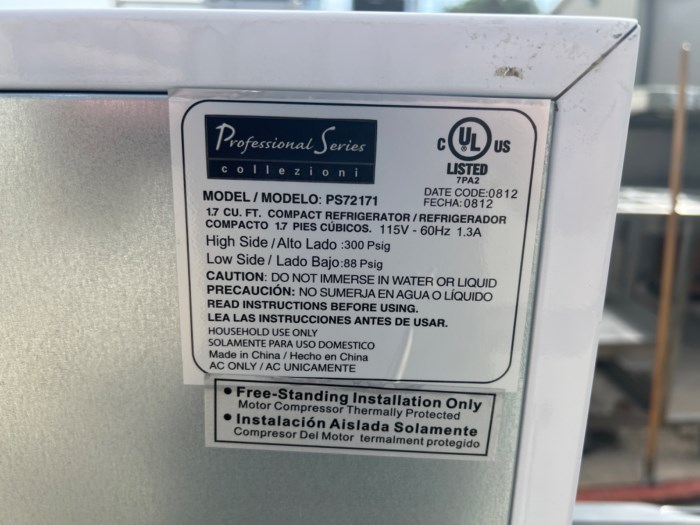 Professional Series
collezioni
C UL US
LISTED
7PA2
MODEL / MODELO: PS72171
DATE CODE:0812
FECHA:0812
1.7 CU. FT. COMPACT REFRIGERATOR / REFRIGERADOR
COMPACTO 1.7 PIES CÚBICOS. 115V - 60Hz 1.3A
High Side / Alto Lado :300 Psig
Low Side / Lado Bajo:88 Psig
CAUTION: DO NOT IMMERSE IN WATER OR LIQUID
PRECAUCIÓN: NO SUMERJA EN AGUA O LÍQUIDO
READ INSTRUCTIONS BEFORE USING.
LEA LAS INSTRUCCIONES ANTES DE USAR.
HOUSEHOLD USE ONLY
SOLAMENTE PARA USO DOMESTICO
Made in China / Hecho en China
AC ONLY / AC UNICAMENTE
• Free-Standing Installation Only
Motor Compressor Thermally Protected
• Instalación Aislada Solamente
Compresor Del Motor termalment protegido